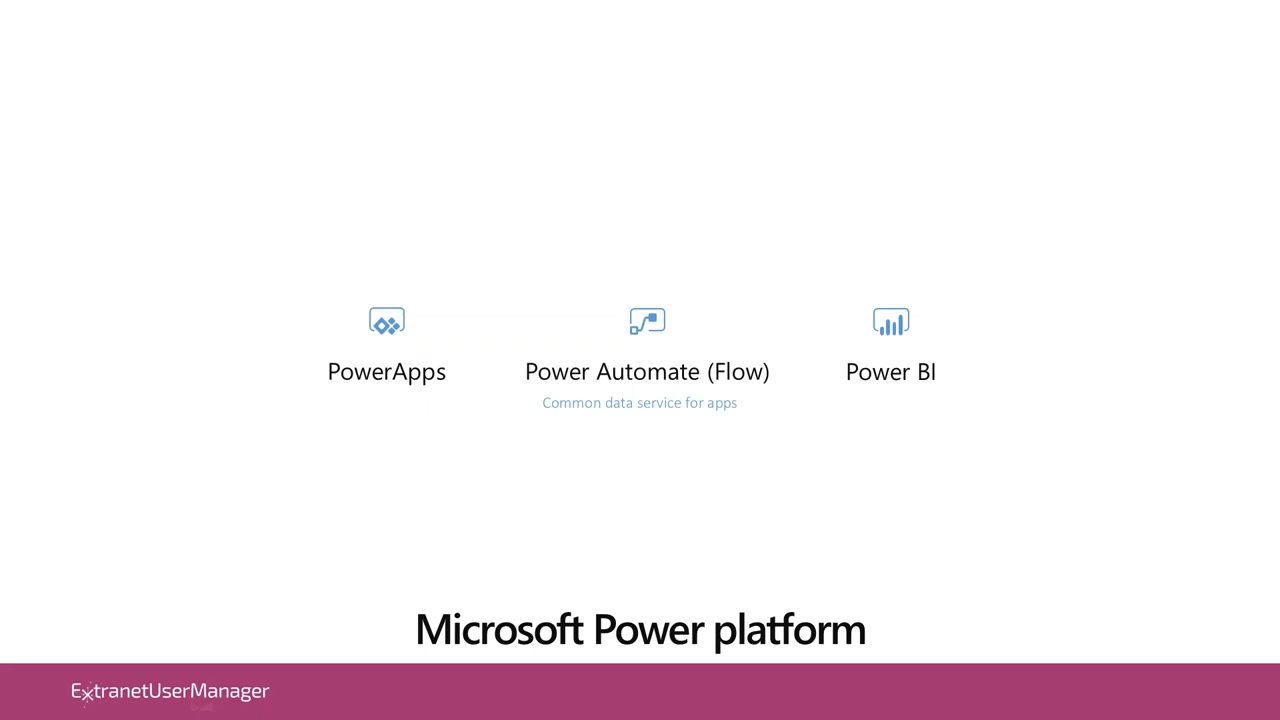 PowerApps
Power Automate (Flow)
Power BI
Common data service for apps
Microsoft Power platform
ExtranetUserManager